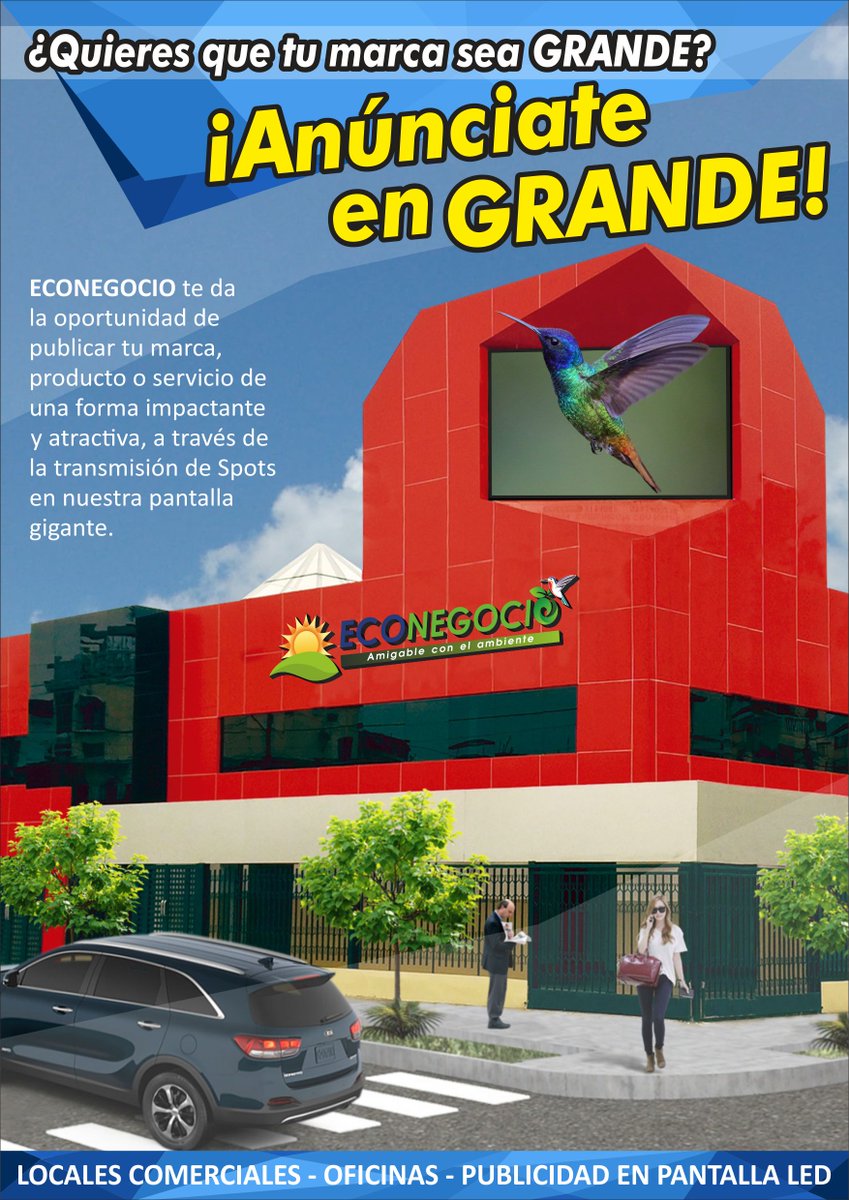 ¿Quieres que tu marca sea GRANDE?
¡Anúnciate
en GRANDE!
ECONEGOCIO te da
la oportunidad de
publicar tu marca,
producto o servicio de
una forma impactante
y atractiva, a través de
la transmisión de Spots
en nuestra pantalla
gigante.
ECONEGOCIO
Amigable con el ambiente
LOCALES COMERCIALES - OFICINAS - PUBLICIDAD EN PANTALLA LED